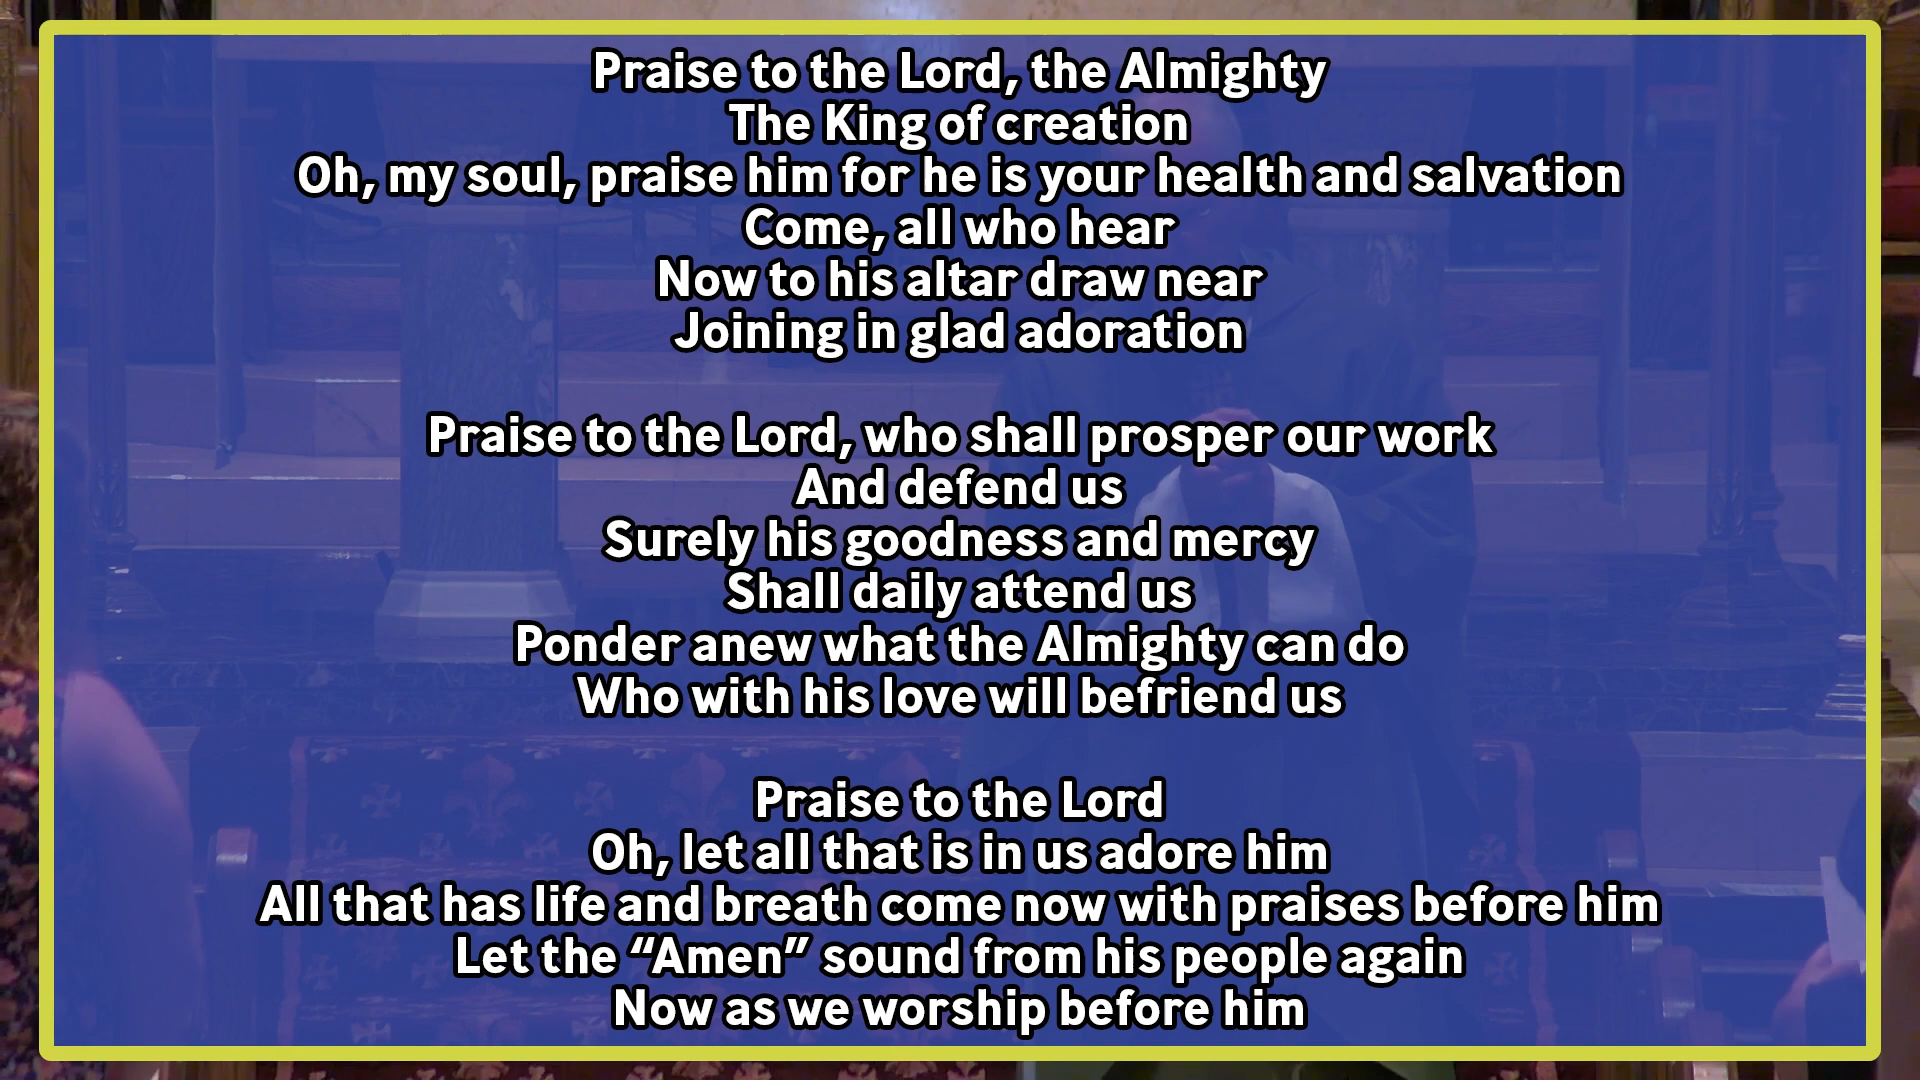 Praise to the Lord, the Almighty
The King of creation
Oh, my soul, praise him for he is your health and salvation
Come, all who hear
Now to his altar draw near
Joining in glad adoration
Praise to the Lord, who shall prosper our work
And defend us
Surely his goodness and mercy
Shall daily attend us
Ponder anew what the Almighty can do
Who with his love will befriend us
Praise to the Lord
Oh, let all that is in us adore him
All that has life and breath come now with praises before him
Let the “Amen” sound from his people again
Now as we worship before him